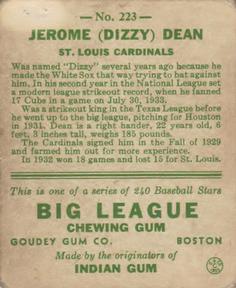 No. 223
JEROME (DIZZY) DEAN
ST. LOUIS CARDINALS
Was named "Dizzy" several years ago because he
made the White Sox that way trying to bat against
him. In his second year in the National League set
a modern league strikeout record, when he fanned
17 Cubs in a game on July 30, 1933.
Was a strikeout king in the Texas League before
he went up to the big league, pitching for Houston
in 1931. Dean is a right hander, 22 years old, 6
feet, 3 inches tall, weighs 185 pounds.
The Cardinals signed him in the Fall of 1929
and farmed him out for more experience.
In 1932 won 18 games and lost 15 for St. Louis.
This is one of a series of 240 Baseball Stars
BIG LEAGUE
CHEWING GUM
GOUDEY GUM CO. BOSTON
Made by the originators of
INDIAN GUM